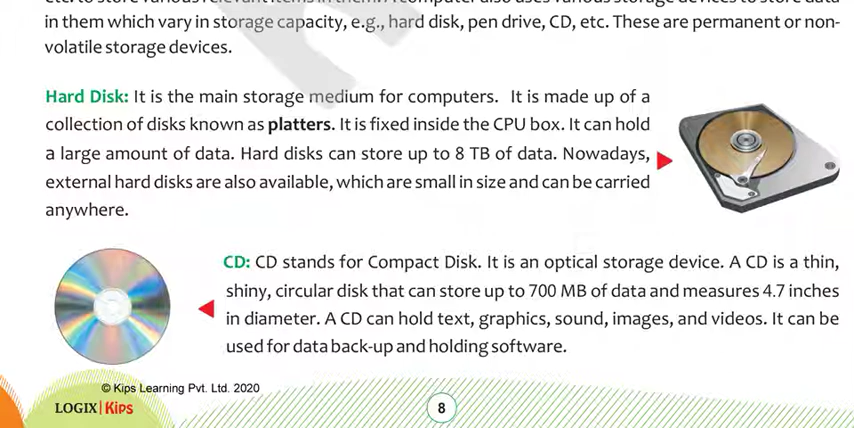 in them which vary in storage capacity, e.g., hard disk, pen drive, CD, etc. These are permanent or non-
volatile storage devices.
Hard Disk: It is the main storage medium for computers. It is made up of a
collection of disks known as platters. It is fixed inside the CPU box. It can hold
a large amount of data. Hard disks can store up to 8 TB of data. Nowadays,
external hard disks are also available, which are small in size and can be carried
anywhere.
CD: CD stands for Compact Disk. It is an optical storage device. A CD is a thin,
shiny, circular disk that can store up to 700 MB of data and measures 4.7 inches
in diameter. A CD can hold text, graphics, sound, images, and videos. It can be
used for data back-up and holding software.
© Kips Learning Pvt. Ltd. 2020
LOGIX|Kips
8